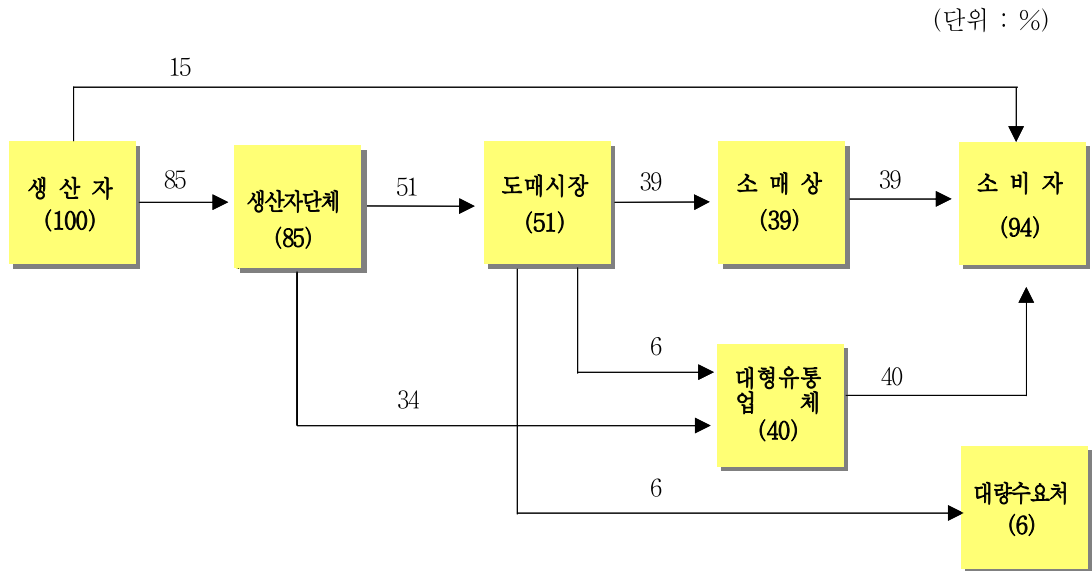 (단위 : %)
15
생 산 자
(100)
85
생산자단체
(85)
51
도매시장
(51)
39
소 매 상
(39)
39
소 비 자
(94)
34
6
대형유통
업 체
(40)
40
6
대량수요처
(6)